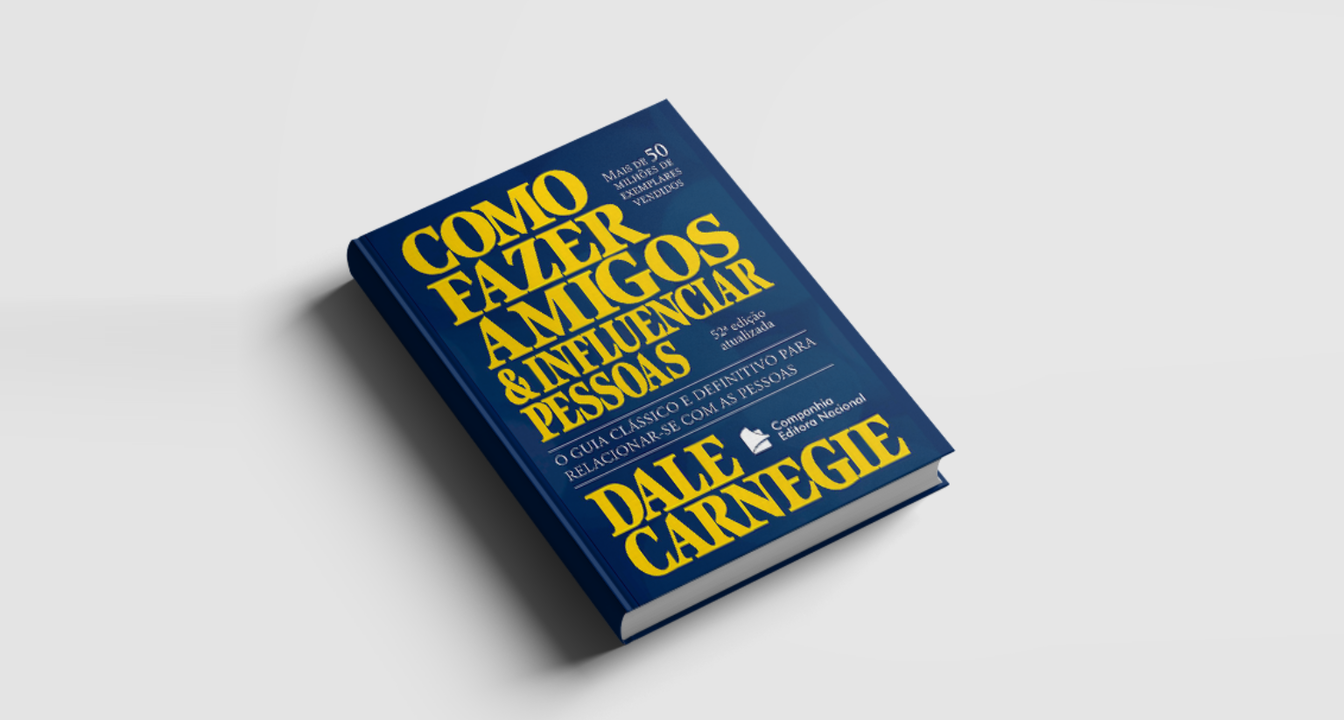 MAIS DE 50
MILHÕES DE
EXEMPLARES
VENDIDOS
COMO
FAZER
AMIGOS
& INFLUENCIAR
PESSOAS
52ª edição
atualizada
O GUIA CLÁSSICO E DEFINITIVO PARA
RELACIONAR-SE COM AS PESSOAS
Companhia
Editora Nacional
DALE
CARNEGIE